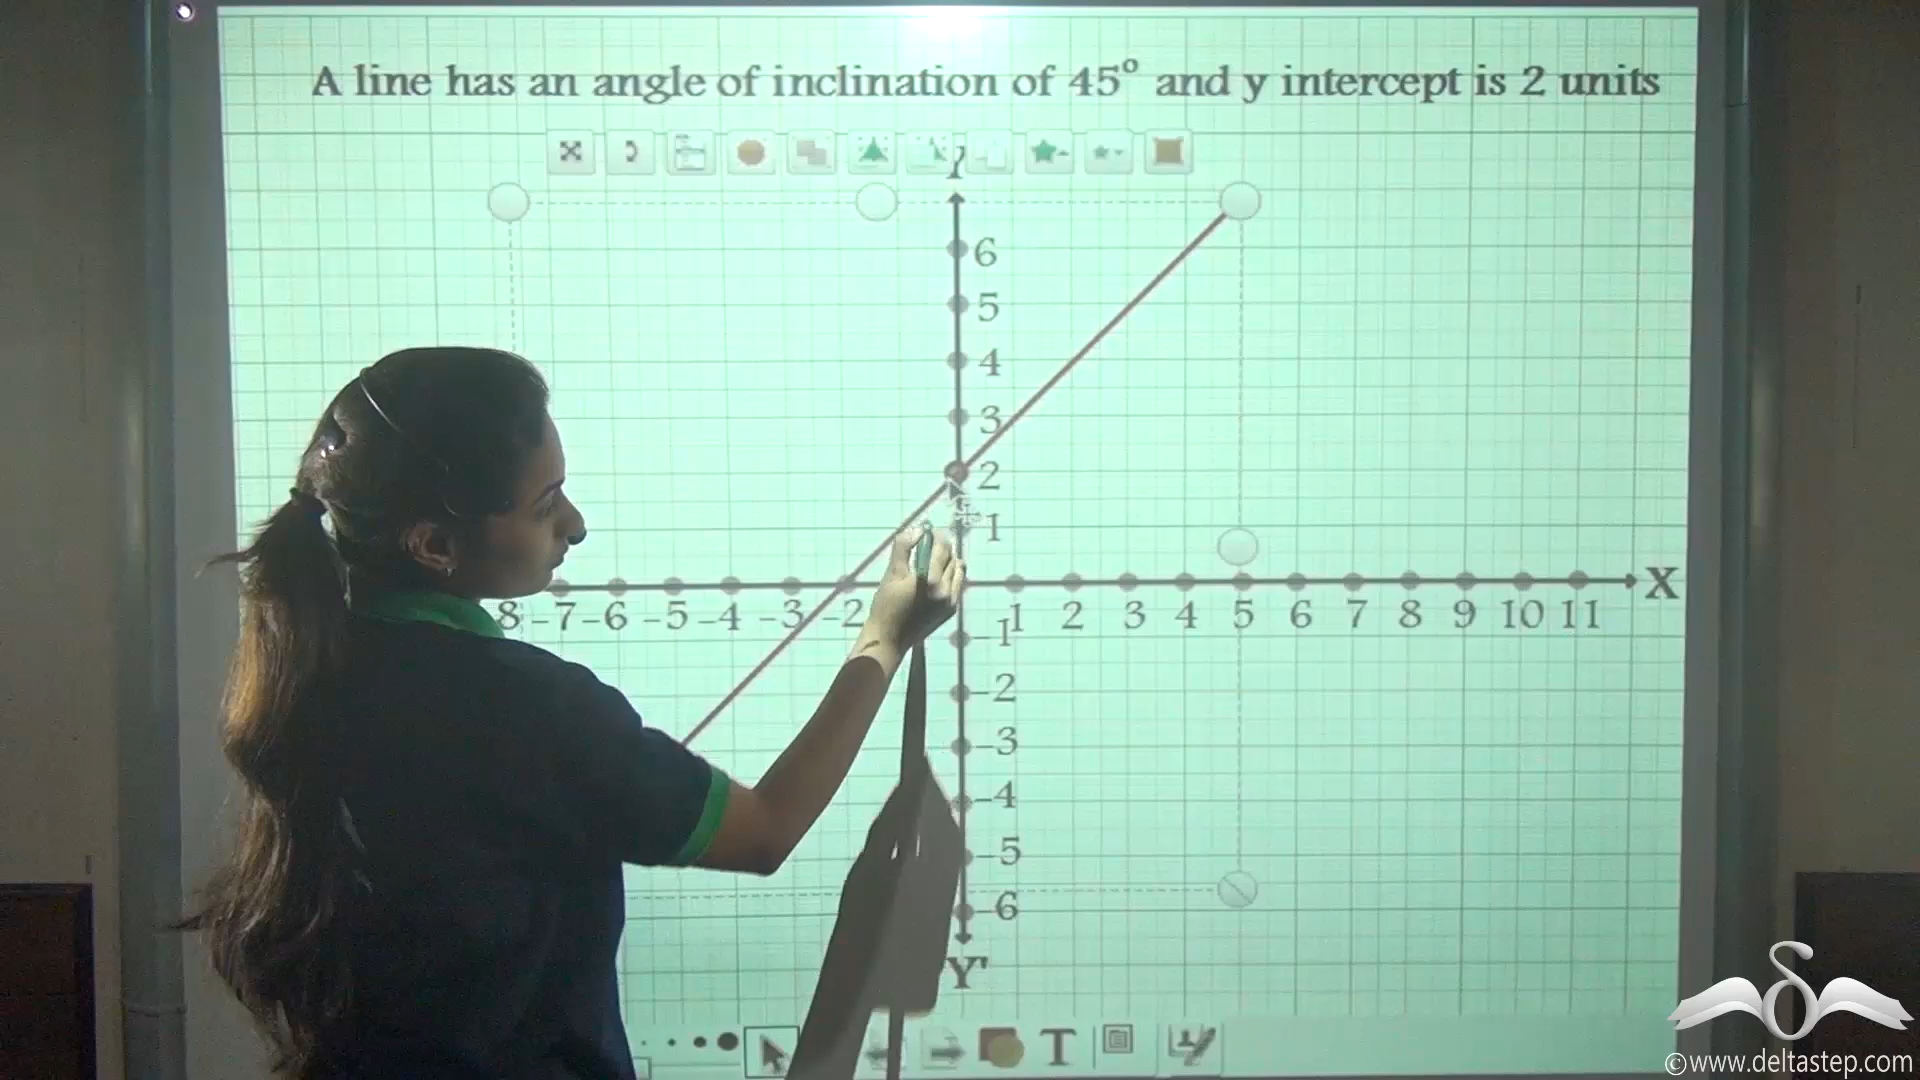 A line has an angle of inclination of 45° and y intercept is 2 units
Y
6
5
4
3
2
1
X
8 -7 -6 -5 -4 -3 -2 1 2 3 4 5 6 7 8 9 10 11
-1
-2
-3
-4
-5
-6
Y'
T
©www.deltastep.com